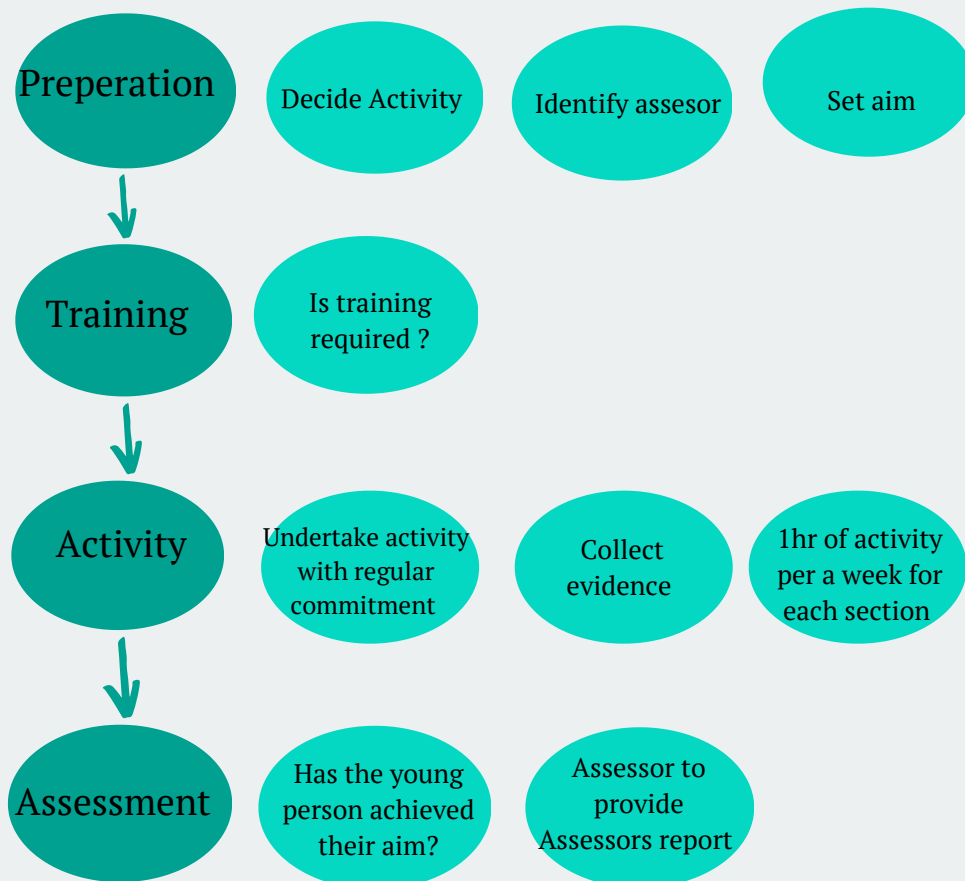 Preperation
Decide Activity
Identify assesor
Set aim
Training
Is training
required ?
Activity
Undertake activity
with regular
commitment
Collect
evidence
1hr of activity
per a week for
each section
Assessment
Has the young
person achieved
their aim?
Assessor to
provide
Assessors report